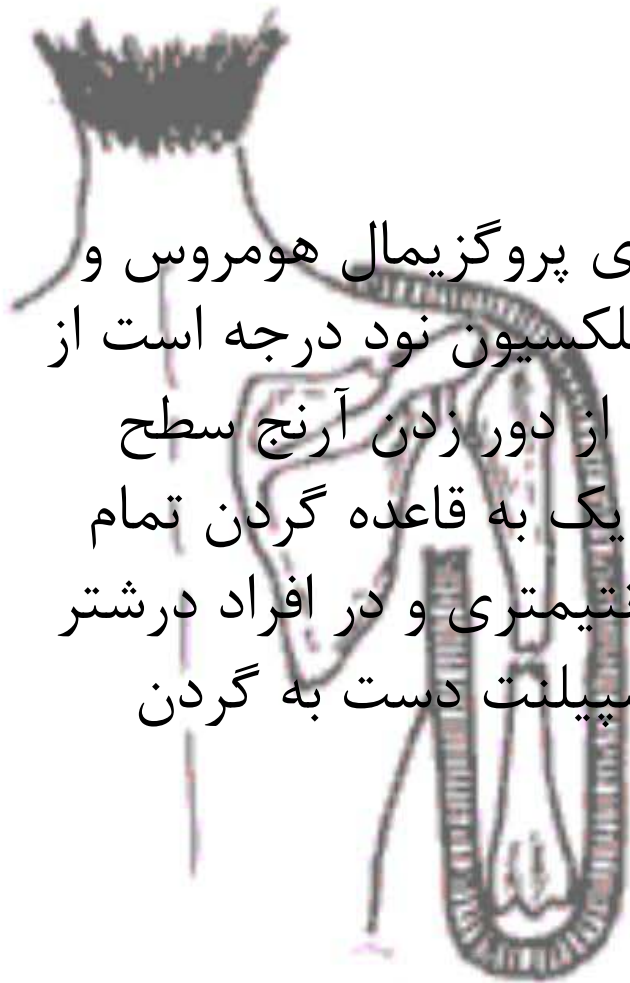 ی پروگزیمال هومروس و
لکسیون نود درجه است از
از دور زدن آرنج سطح
یک به قاعده گردن تمام
نتیمتری و در افراد درشتر
سپیلنت دست به گردن